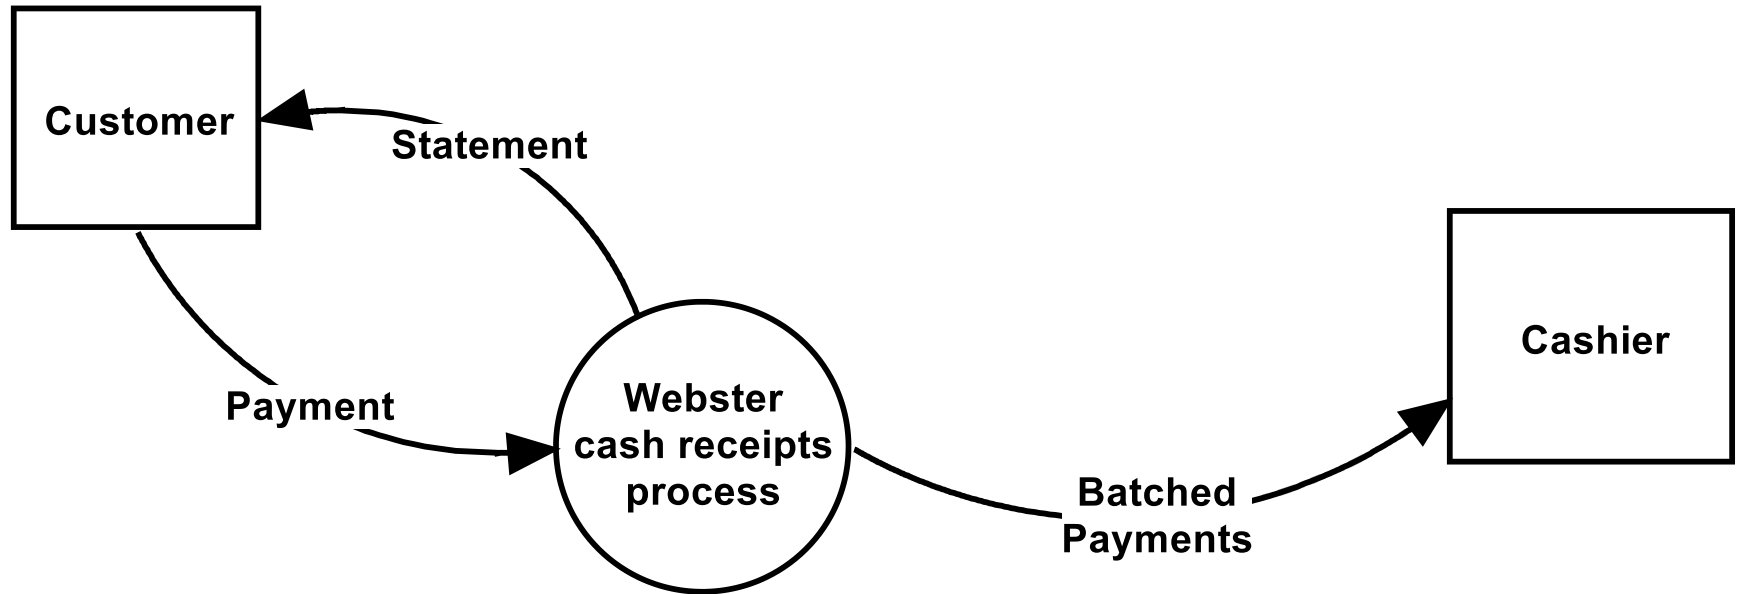 Customer
Statement
Cashier
Payment
Webster
cash receipts
process
Batched
Payments